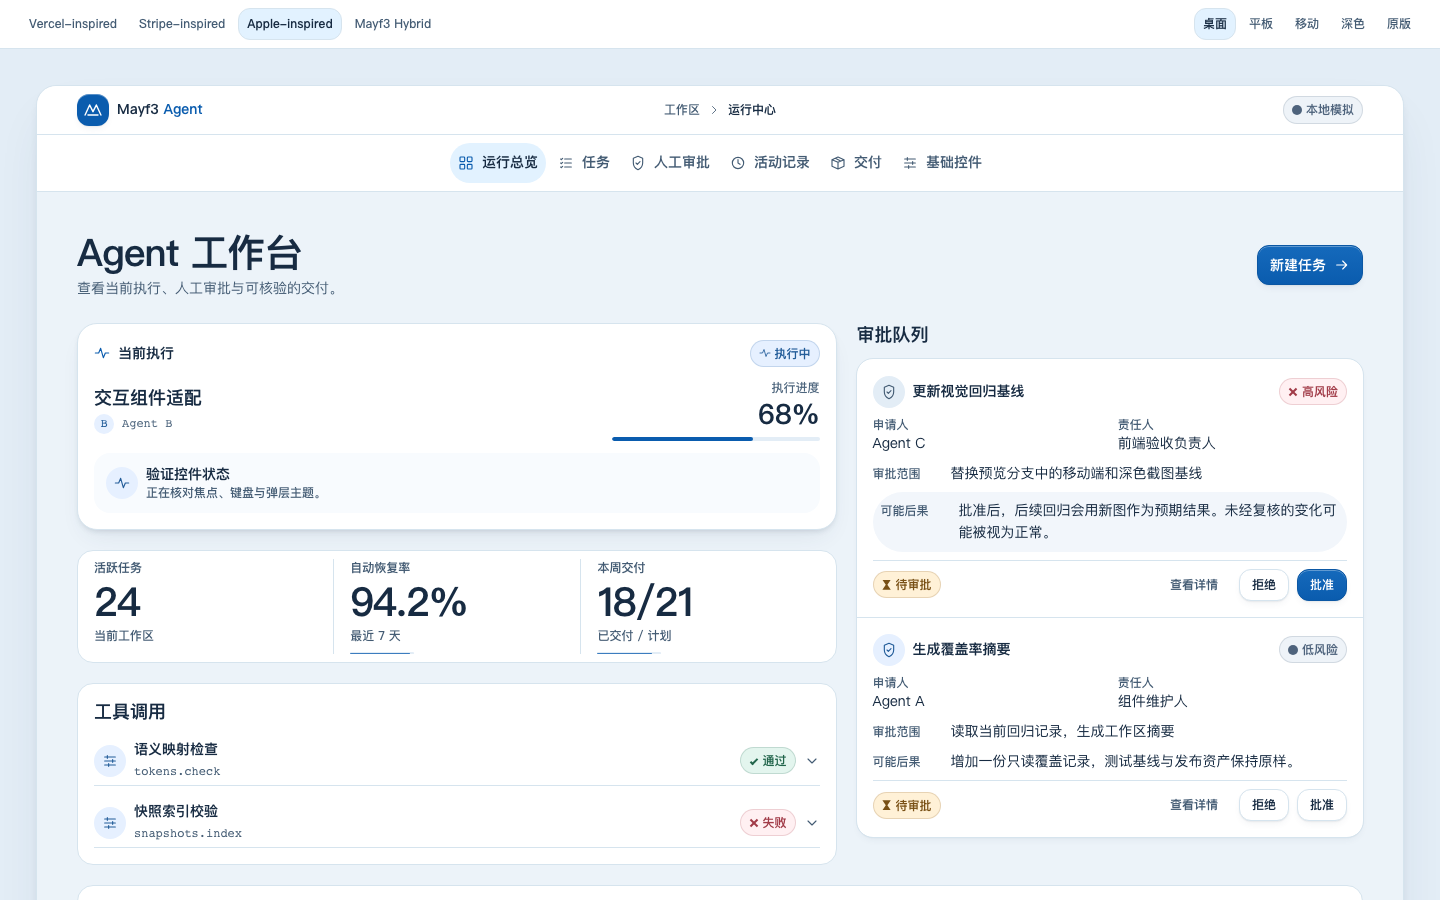 Vercel-inspired Stripe-inspired Apple-inspired Mayf3 Hybrid 桌面 平板 移动 深色 原版
Mayf3 Agent 工作区 > 运行中心 本地模拟
运行总览 任务 人工审批 活动记录 交付 基础控件
Agent 工作台
查看当前执行、人工审批与可核验的交付。
新建任务 →
当前执行 执行中
交互组件适配
B Agent B
执行进度
68%
验证控件状态
正在核对焦点、键盘与弹层主题。
活跃任务
24
当前工作区
自动恢复率
94.2%
最近 7 天
本周交付
18/21
已交付 / 计划
工具调用
语义映射检查
tokens.check
通过
快照索引校验
snapshots.index
失败
审批队列
更新视觉回归基线 高风险
申请人 责任人
Agent C 前端验收负责人
审批范围 替换预览分支中的移动端和深色截图基线
可能后果 批准后，后续回归会用新图作为预期结果。未经复核的变化可
能被视为正常。
待审批 查看详情 拒绝 批准
生成覆盖率摘要 低风险
申请人 责任人
Agent A 组件维护人
审批范围 读取当前回归记录，生成工作区摘要
可能后果 增加一份只读覆盖记录，测试基线与发布资产保持原样。
待审批 查看详情 拒绝 批准